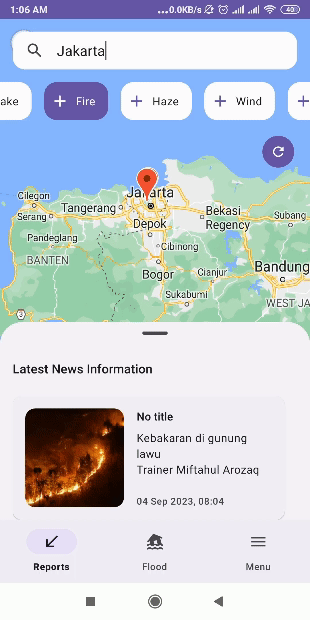 1:06 AM
...0.0KB/s
40
Jakarta
ake
Fire
Haze
Wind
Jakarta
Cilegon
Serang
Tangerang
Bekasi
Regency
Subang
Depok
Pandeglang
Cibinong
BANTEN
Bogor
Cianjur
Bandung
Sukabumi
WEST JA
3
Latest News Information
No title
Kebakaran di gunung
lawu
Trainer Miftahul Arozaq
04 Sep 2023, 08:04
Reports
Flood
Menu